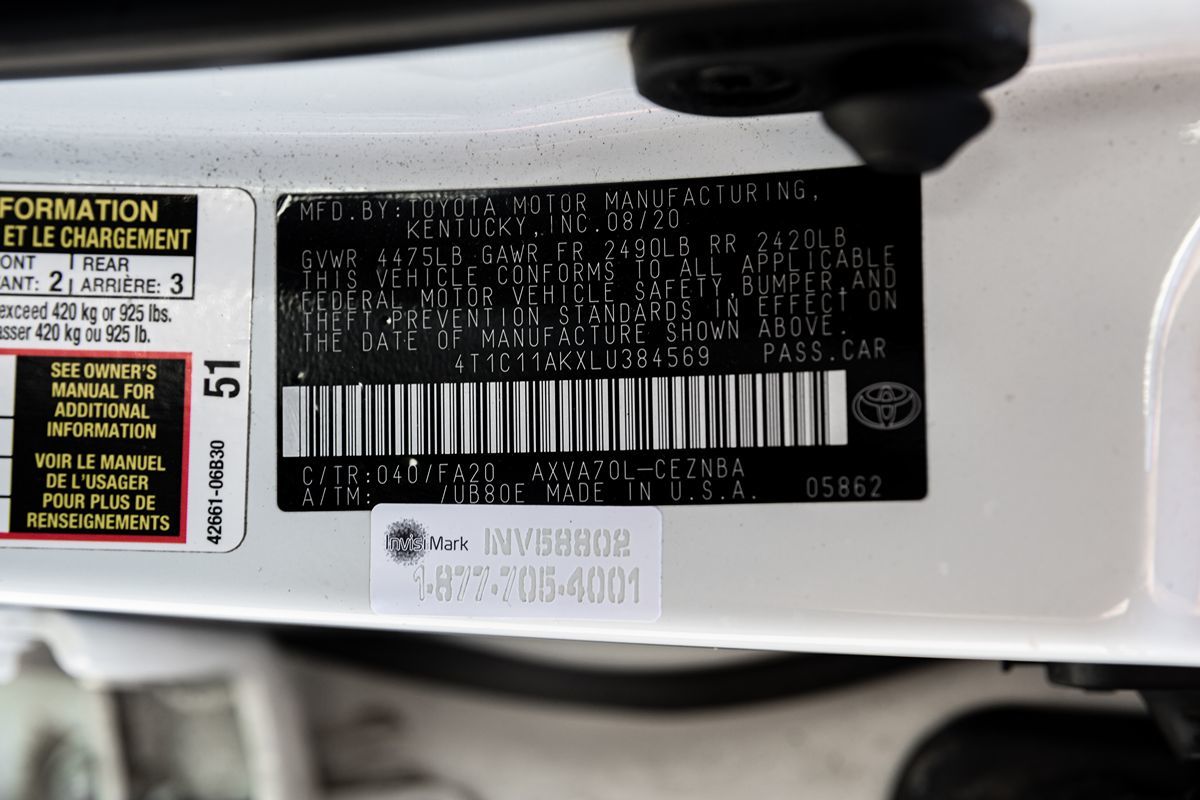 FORMATION
ET LE CHARGEMENT
ONT 2 | REAR
ANT: ARRIÈRE: 3
exceed 420 kg or 925 lbs.
asser 420 kg ou 925 lb.
SEE OWNER'S
MANUAL FOR
ADDITIONAL
INFORMATION
VOIR LE MANUEL
DE L'USAGER
POUR PLUS DE
RENSEIGNEMENTS
51
42661-06B30
MFD.BY:TOYOTA MOTOR MANUFACTURING,
KENTUCKY,INC.08/20
GVWR 4475LB GAWR FR 2490LB RR 2420LB
THIS VEHICLE CONFORMS TO ALL APPLICABLE
FEDERAL MOTOR VEHICLE SAFETY,BUMPER,AND
THEFT PREVENTION STANDARDS IN EFFECT ON
THE DATE OF MANUFACTURE SHOWN ABOVE.
4T1C11AKXLU384569 PASS.CAR
C/TR:040/FA20 AXVA70L-CEZNBA
A/TM: /UB80E MADE IN U.S.A. 05862
InvisiMark INV58802
1-877-705-4001